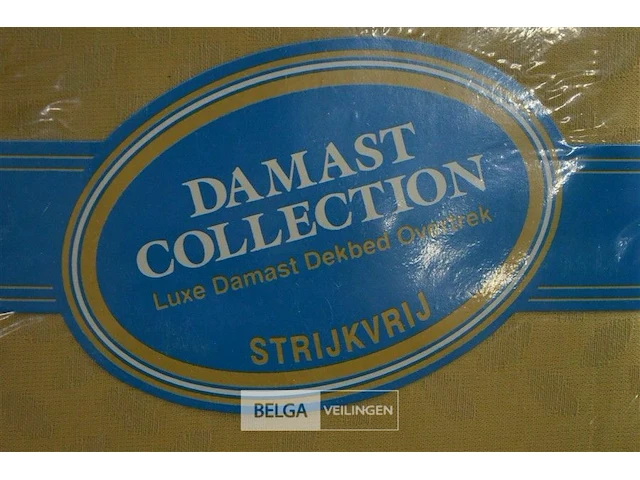 DAMAST
COLLECTION
Luxe Damast Dekbed Overtrek
STRIJKVRIJ
BELGA VEILINGEN